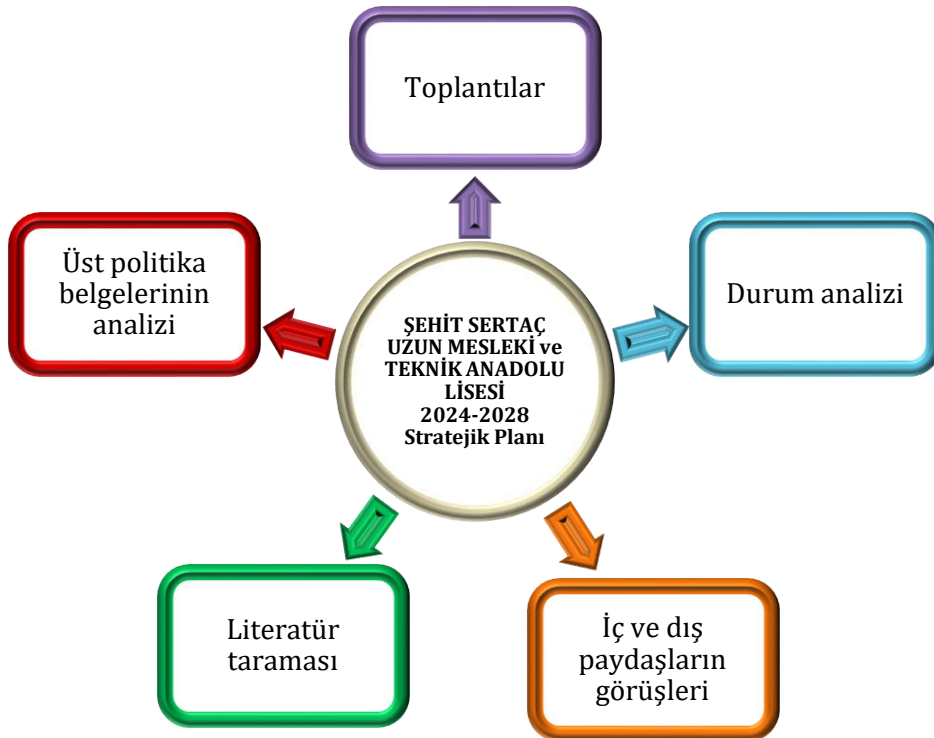 Toplantılar
Üst politika
belgelerinin
analizi
Durum analizi
ŞEHİT SERTAÇ
UZUN MESLEKİ ve
TEKNİK ANADOLU
LİSESİ
2024-2028
Stratejik Planı
Literatür
taraması
İç ve dış
paydaşların
görüşleri